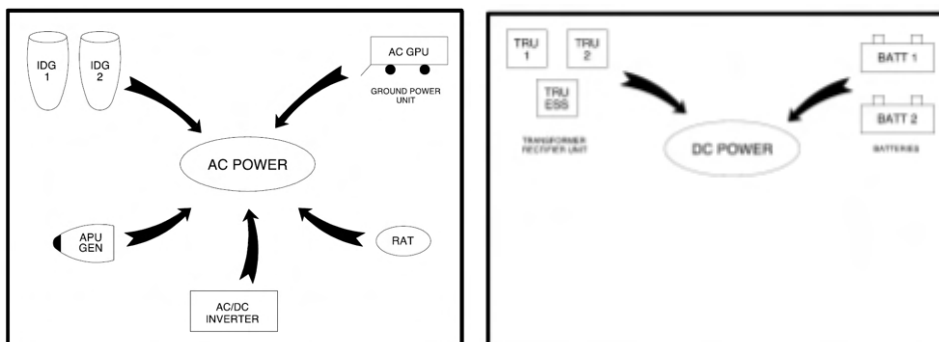 IDG
1
IDG
2
AC GPU
GROUND POWER
UNIT
AC POWER
APU
GEN
RAT
AC/DC
INVERTER
TRU
1
TRU
2
TRU
ESS
TRANSFORMER
RECTIFIER UNIT
BATT 1
BATT 2
BATTERIES
DC POWER